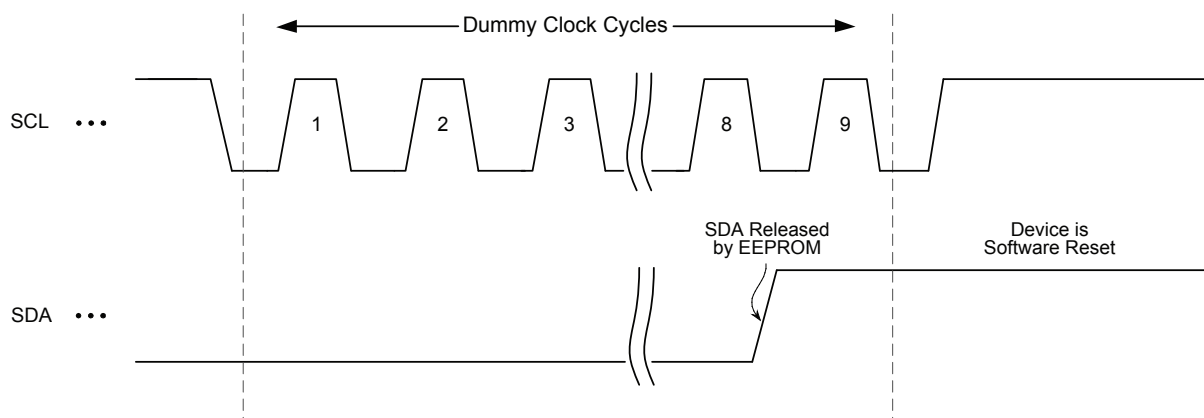 Dummy Clock Cycles
SCL •••
1 2 3 8 9
SDA Released
by EEPROM
Device is
Software Reset
SDA •••